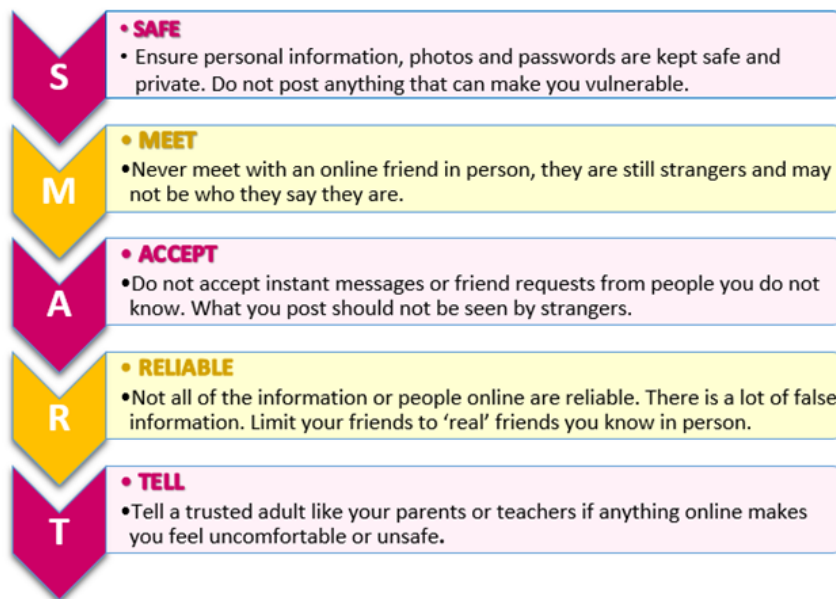 S
• SAFE
• Ensure personal information, photos and passwords are kept safe and
private. Do not post anything that can make you vulnerable.
M
• MEET
•Never meet with an online friend in person, they are still strangers and may
not be who they say they are.
A
• ACCEPT
•Do not accept instant messages or friend requests from people you do not
know. What you post should not be seen by strangers.
R
• RELIABLE
•Not all of the information or people online are reliable. There is a lot of false
information. Limit your friends to ‘real’ friends you know in person.
T
• TELL
•Tell a trusted adult like your parents or teachers if anything online makes
you feel uncomfortable or unsafe.